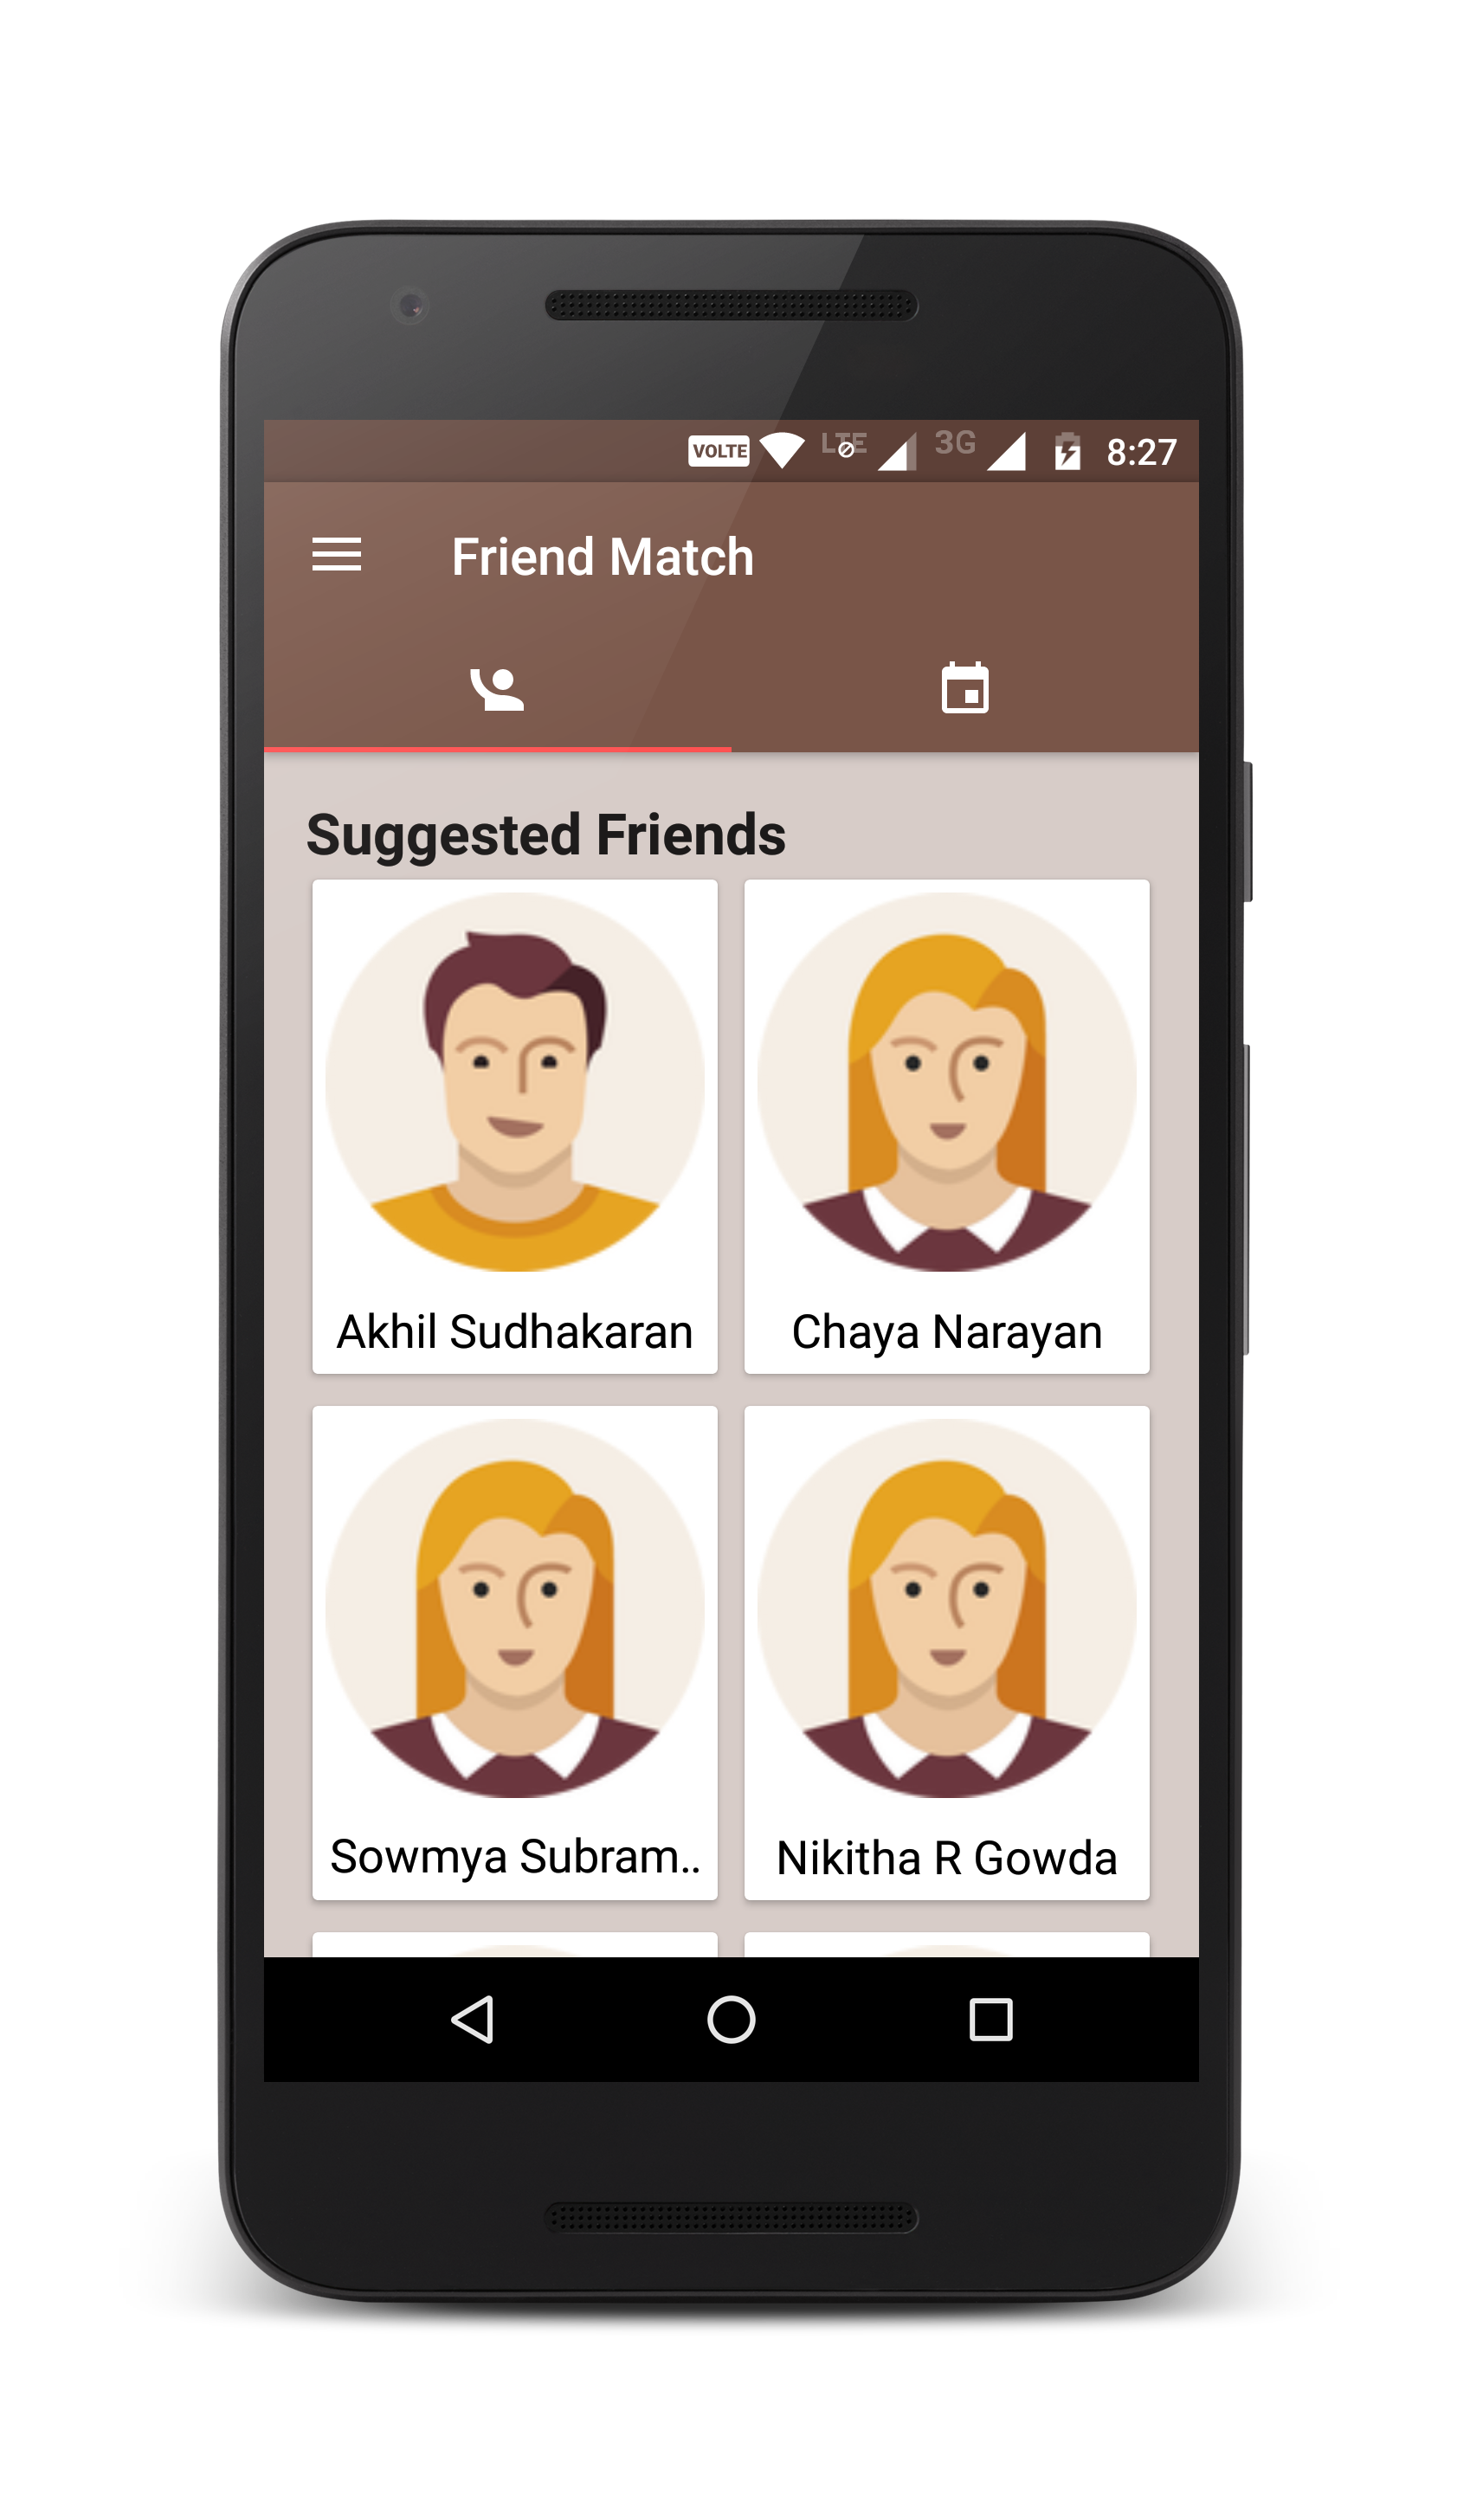 VOLTE LTE 3G 8:27
Friend Match
Suggested Friends
Akhil Sudhakaran Chaya Narayan
Sowmya Subram.. Nikitha R Gowda